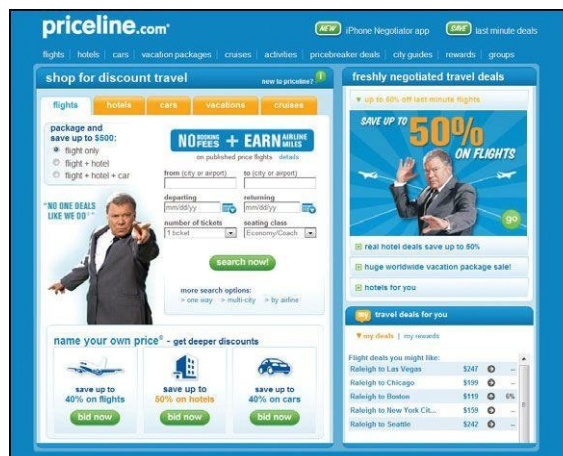 priceline.com®
NEW iPhone Negotiator app SAVE last minute deals
flights hotels cars vacation packages cruises activities pricebreaker deals city guides rewards groups
shop for discount travel
new to priceline?
flights hotels cars vacations cruises
package and
save up to $500:
flight only
flight + hotel
flight + hotel + car
NO BOOKING FEES + EARN AIRLINE MILES
on published price flights details
from (city or airport) to (city or airport)
departing returning
mm/dd/yy mm/dd/yy
number of tickets seating class
1 ticket Economy/Coach
"NO ONE DEALS
LIKE WE DO"
search now!
more search options:
> one way > multi-city > by airline
name your own price® - get deeper discounts
save up to
40% on flights
bid now
save up to
50% on hotels
bid now
save up to
40% on cars
bid now
freshly negotiated travel deals
up to 50% off last minute flights
SAVE UP TO
50%
ON FLIGHTS
go
real hotel deals save up to 60%
huge worldwide vacation package sale!
hotels for you
my travel deals for you
my deals | my rewards
Flight deals you might like:
Raleigh to Las Vegas $247 --
Raleigh to Chicago $199 --
Raleigh to Boston $119 6%
Raleigh to New York Cit... $159 --
Raleigh to Seattle $242 --